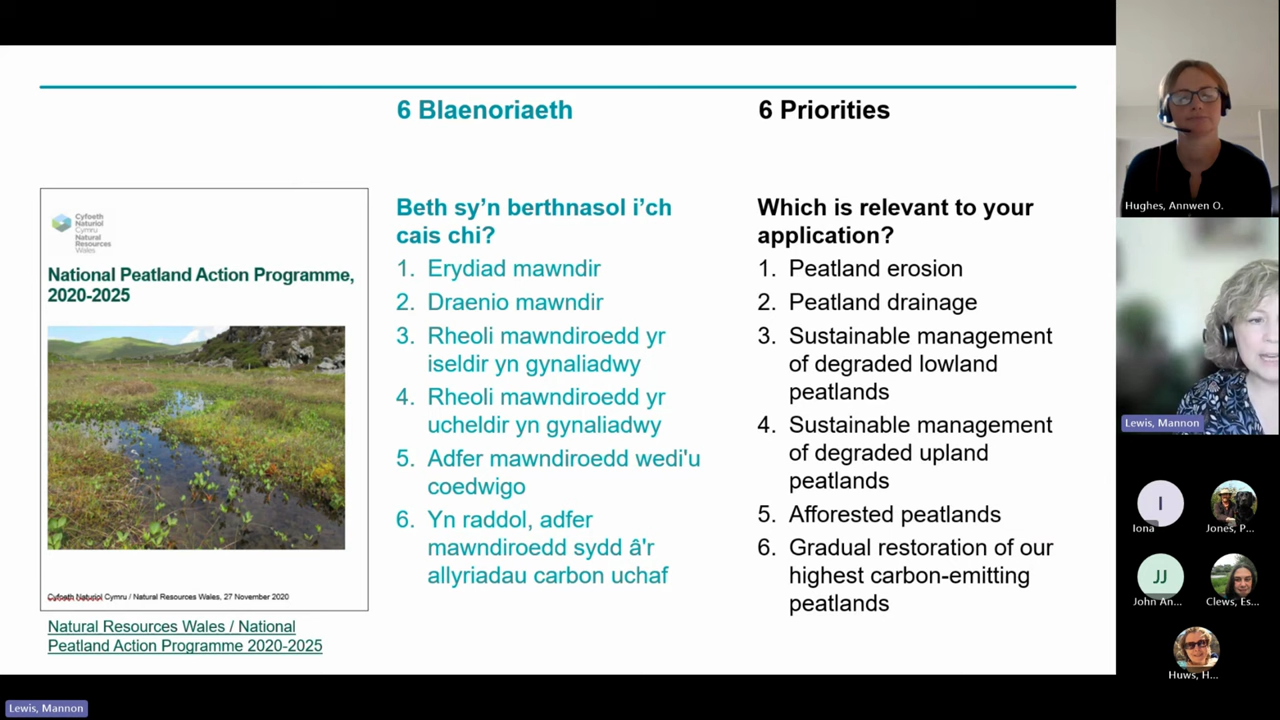 6 Blaenoriaeth
6 Priorities
Cyfoeth
Naturiol
Cymru
Natural
Resources
Wales
National Peatland Action Programme,
2020-2025
Cyfoeth Naturiol Cymru / Natural Resources Wales, 27 November 2020
Natural Resources Wales / National
Peatland Action Programme 2020-2025
Beth sy’n berthnasol i’ch
cais chi?
1. Erydiad mawndir
2. Draenio mawndir
3. Rheoli mawndiroedd yr
iseldir yn gynaliadwy
4. Rheoli mawndiroedd yr
ucheldir yn gynaliadwy
5. Adfer mawndiroedd wedi'u
coedwigo
6. Yn raddol, adfer
mawndiroedd sydd â'r
allyriadau carbon uchaf
Which is relevant to your
application?
1. Peatland erosion
2. Peatland drainage
3. Sustainable management
of degraded lowland
peatlands
4. Sustainable management
of degraded upland
peatlands
5. Afforested peatlands
6. Gradual restoration of our
highest carbon-emitting
peatlands
Hughes, Annwen O.
Lewis, Mannon
I
Iona
Jones, P...
JJ
John An...
Clews, Es...
Huws, H...
Lewis, Mannon